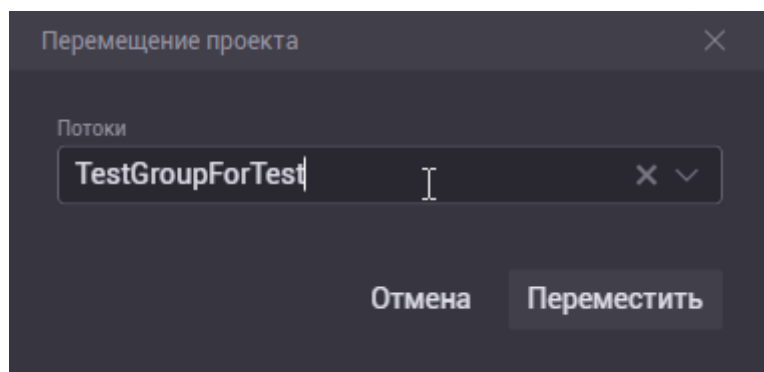 Перемещение проекта
Потоки
TestGroupForTest
Отмена Переместить